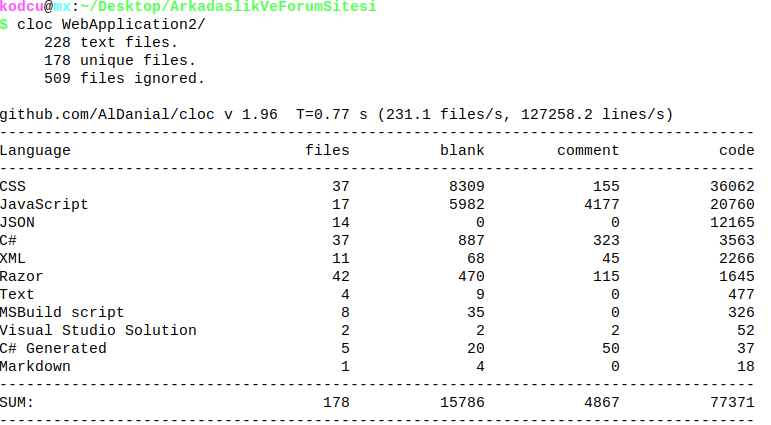 kodcu@mx:~/Desktop/ArkadaslikVeForumSitesi
$ cloc WebApplication2/
     228 text files.
     178 unique files.
     509 files ignored.

github.com/AlDanial/cloc v 1.96  T=0.77 s (231.1 files/s, 127258.2 lines/s)
------------------------------------------------------------------------------------
Language                          files          blank        comment           code
------------------------------------------------------------------------------------
CSS                                  37           8309            155          36062
JavaScript                           17           5982           4177          20760
JSON                                 14              0              0          12165
C#                                   37            887            323           3563
XML                                  11             68             45           2266
Razor                                42            470            115           1645
Text                                  4              9              0            477
MSBuild script                        8             35              0            326
Visual Studio Solution                2              2              2             52
C# Generated                          5             20             50             37
Markdown                              1              4              0             18
------------------------------------------------------------------------------------
SUM:                                178          15786           4867          77371
------------------------------------------------------------------------------------